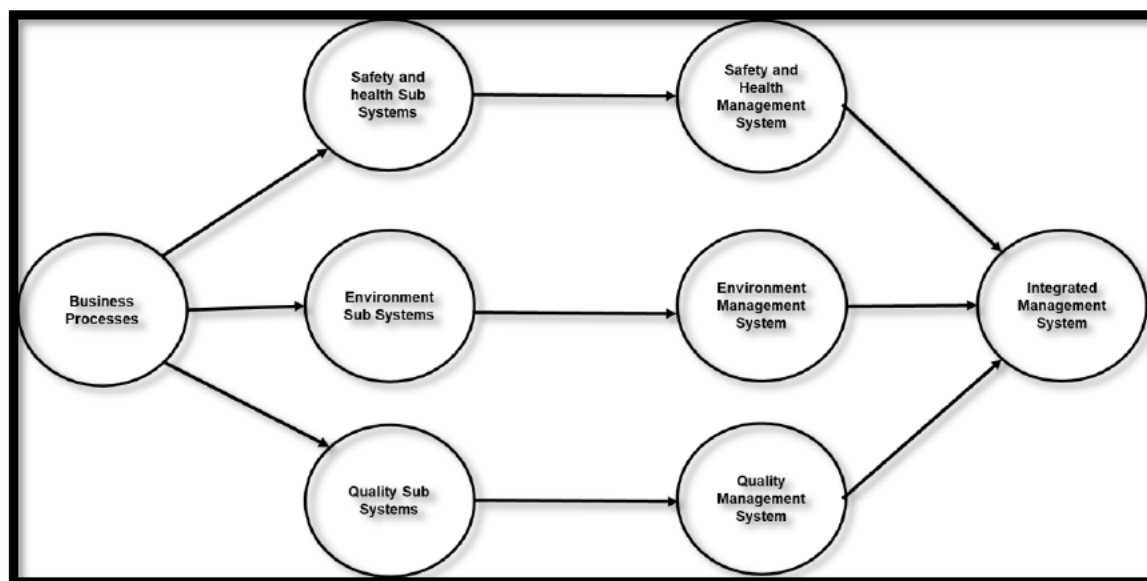 Safety and
health Sub
Systems
Safety and
Health
Management
System
Business
Processes
Environment
Sub Systems
Environment
Management
System
Integrated
Management
System
Quality Sub
Systems
Quality
Management
System